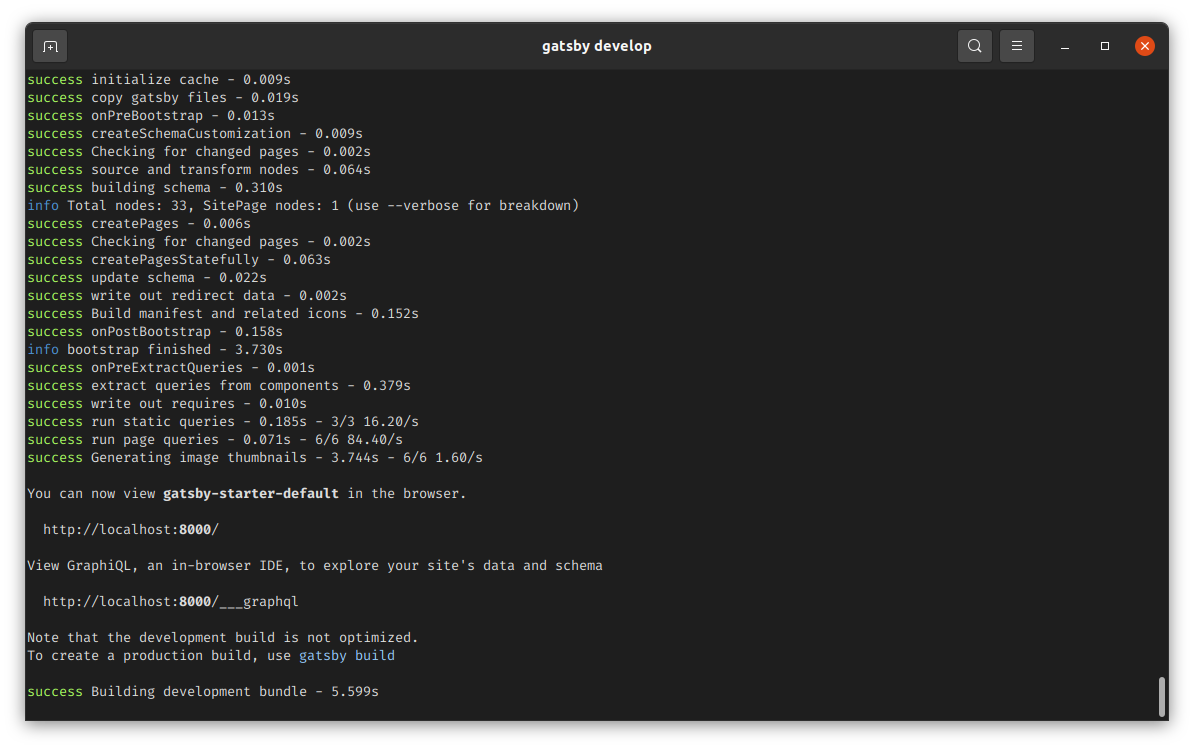 gatsby develop
success initialize cache - 0.009s
success copy gatsby files - 0.019s
success onPreBootstrap - 0.013s
success createSchemaCustomization - 0.009s
success Checking for changed pages - 0.002s
success source and transform nodes - 0.064s
success building schema - 0.310s
info Total nodes: 33, SitePage nodes: 1 (use --verbose for breakdown)
success createPages - 0.006s
success Checking for changed pages - 0.002s
success createPagesStatefully - 0.063s
success update schema - 0.022s
success write out redirect data - 0.002s
success Build manifest and related icons - 0.152s
success onPostBootstrap - 0.158s
info bootstrap finished - 3.730s
success onPreExtractQueries - 0.001s
success extract queries from components - 0.379s
success write out requires - 0.010s
success run static queries - 0.185s - 3/3 16.20/s
success run page queries - 0.071s - 6/6 84.40/s
success Generating image thumbnails - 3.744s - 6/6 1.60/s
You can now view gatsby-starter-default in the browser.
http://localhost:8000/
View GraphiQL, an in-browser IDE, to explore your site's data and schema
http://localhost:8000/___graphql
Note that the development build is not optimized.
To create a production build, use gatsby build
success Building development bundle - 5.599s